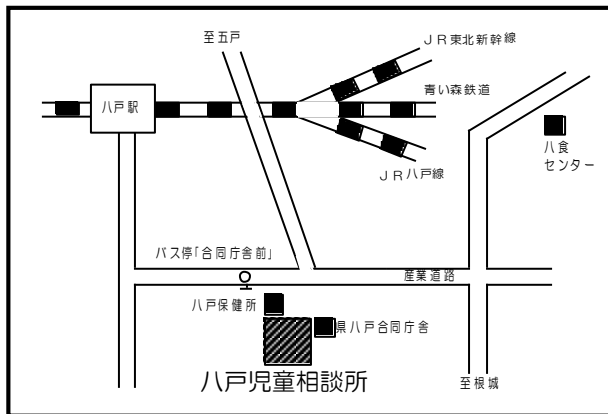 至五戸
JR東北新幹線
青い森鉄道
八戸駅
八食
センター
JR八戸線
バス停「合同庁舎前」
産業道路
八戸保健所
県八戸合同庁舎
八戸児童相談所
至根城